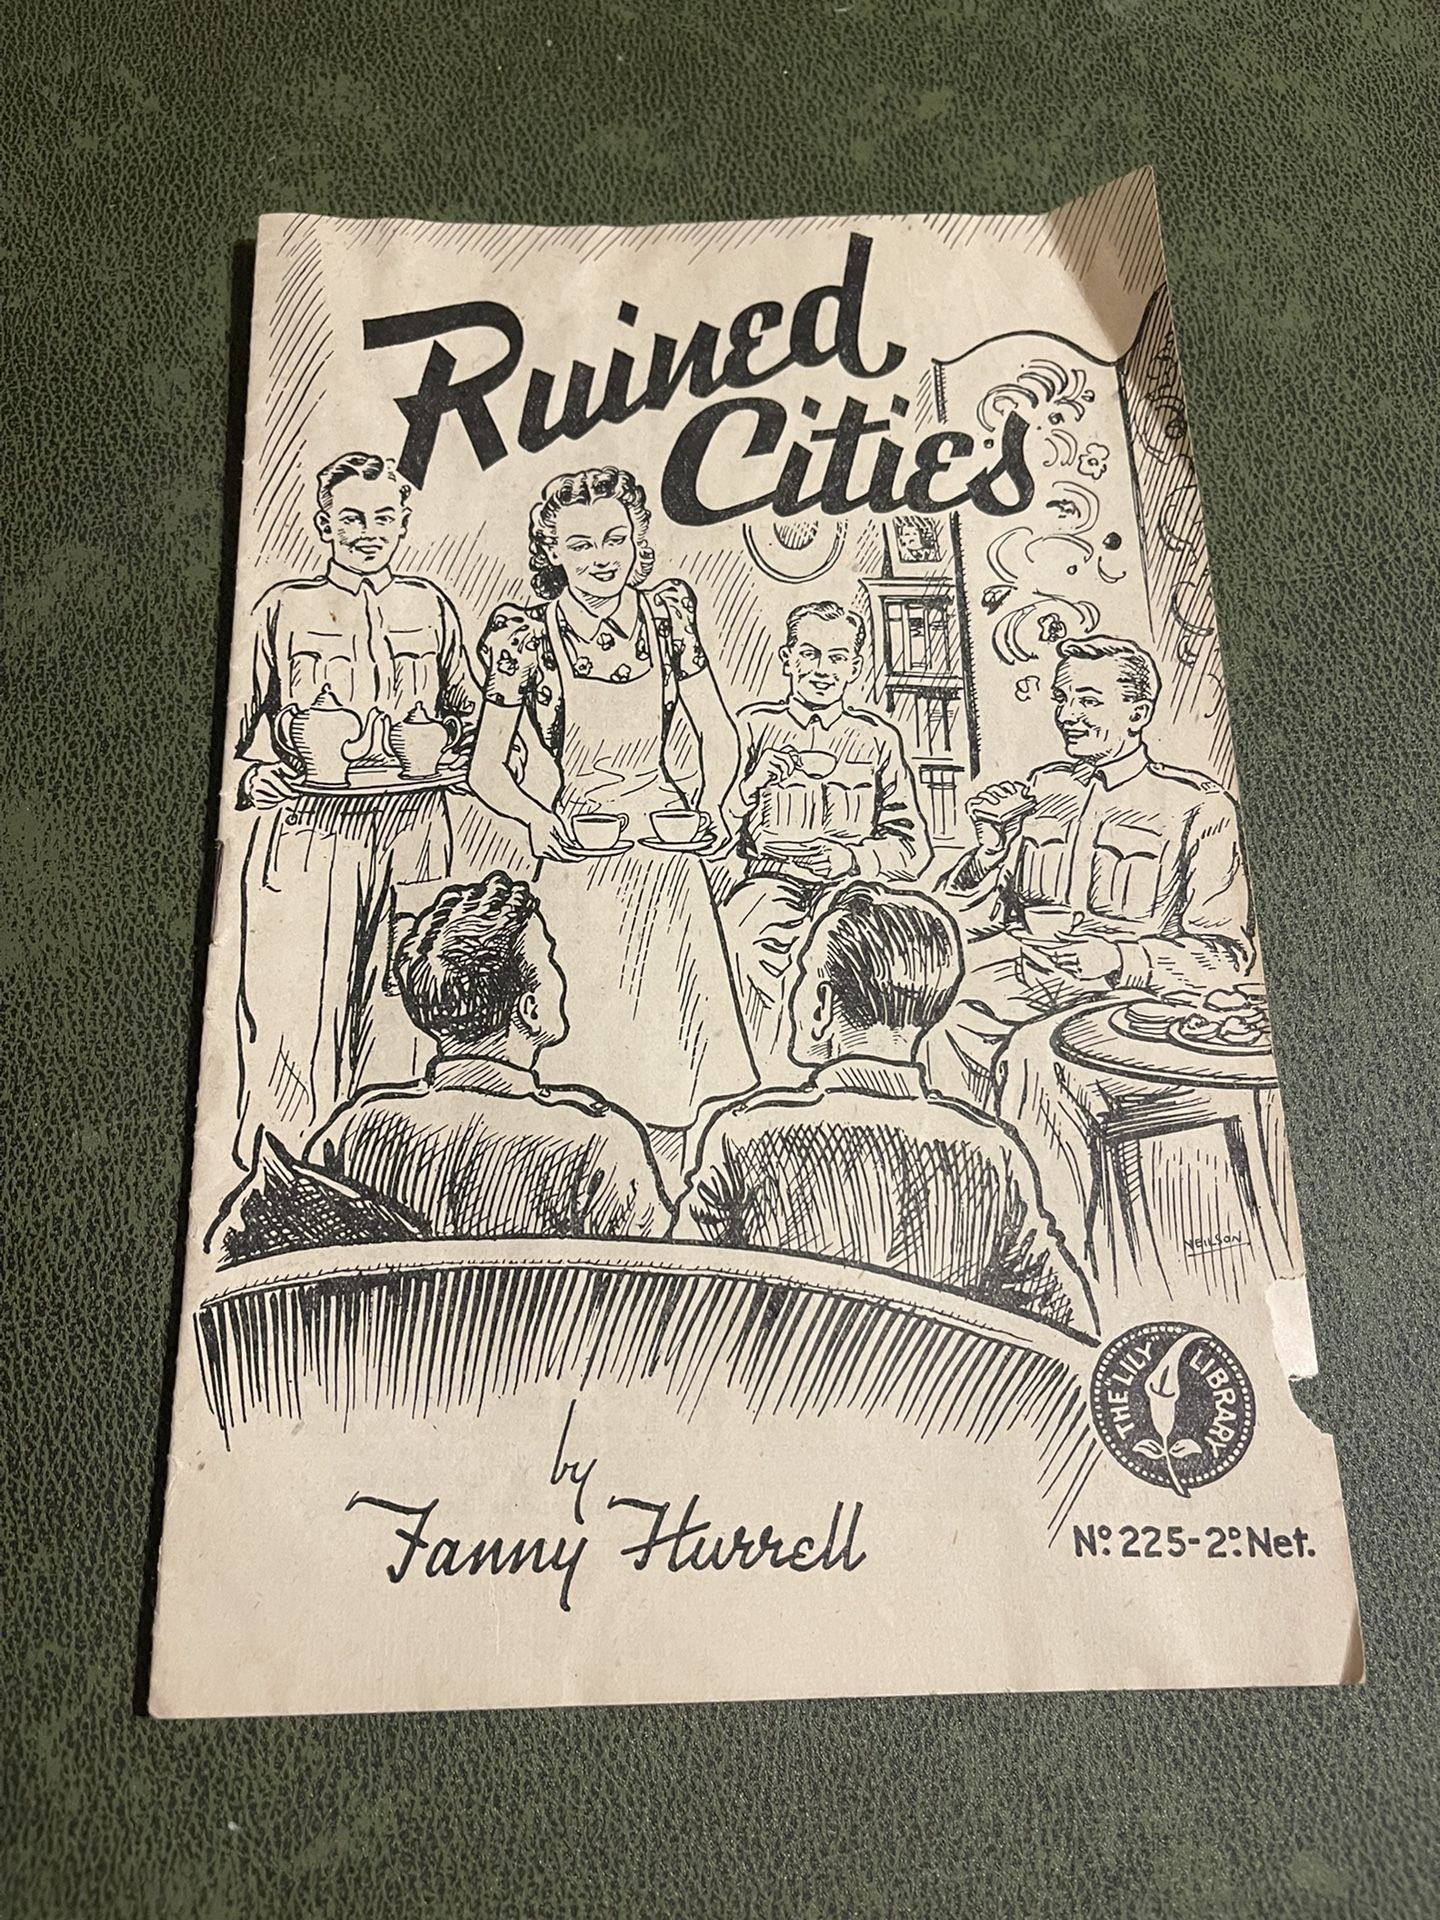 Ruined
Cities
NEILSON
THE "LILY" LIBRARY
by
Fanny Hurrell
No. 225-2D. Net.